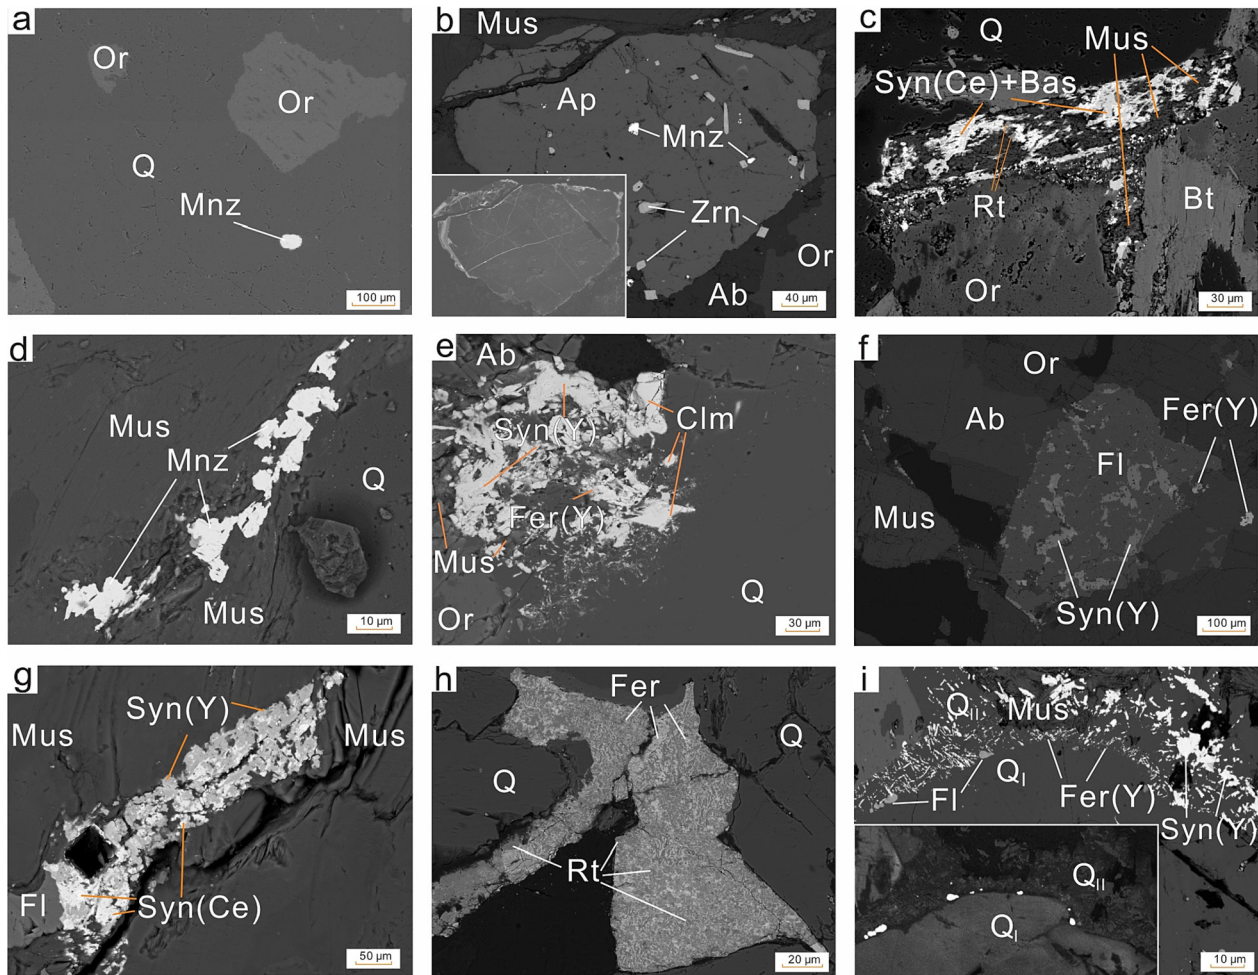 a
Or
Or
Q
Mnz
100 µm
b
Mus
Ap
Mnz
Zrn
Or
Ab
40 µm
c
Q
Mus
Syn(Ce)+Bas
Rt
Bt
Or
30 µm
d
Mus
Mnz
Q
Mus
10 µm
e
Ab
Clm
Syn(Y)
Fer(Y)
Mus
Or
Q
30 µm
f
Or
Ab
Fer(Y)
Fl
Mus
Syn(Y)
100 µm
g
Syn(Y)
Mus
Mus
Fl
Syn(Ce)
50 µm
h
Fer
Q
Q
Rt
20 µm
i
QII
Mus
QI
Fl
Fer(Y)
Syn(Y)
QII
QI
10 µm